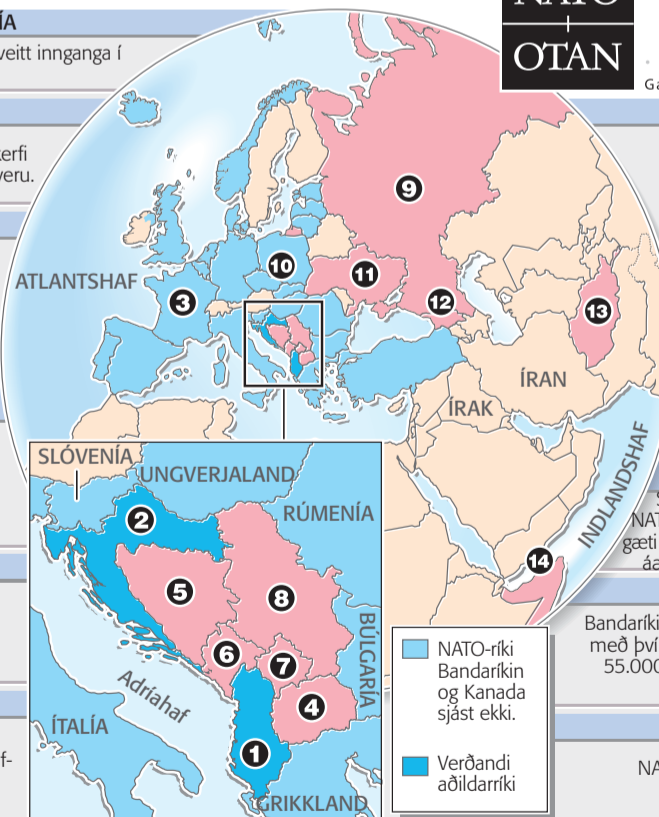 ÍA
veitt innganga í
NATO
OTAN
Ga
kerfi
veru.
9
ATLANTSHAF
3
10
11
12
13
ÍRAN
ÍRAK
INDLANDSHAF
14
SLÓVENÍA
UNGVERJALAND
RÚMENÍA
2
5
8
BÚLGARÍA
6
7
4
Adríahaf
ÍTALÍA
1
GRIKKLAND
NATO-ríki
Bandaríkin
og Kanada
sjást ekki.
Verðandi
aðildarríki
NAT
gæti
áa
Bandaríki
með því
55.000
f-
NA